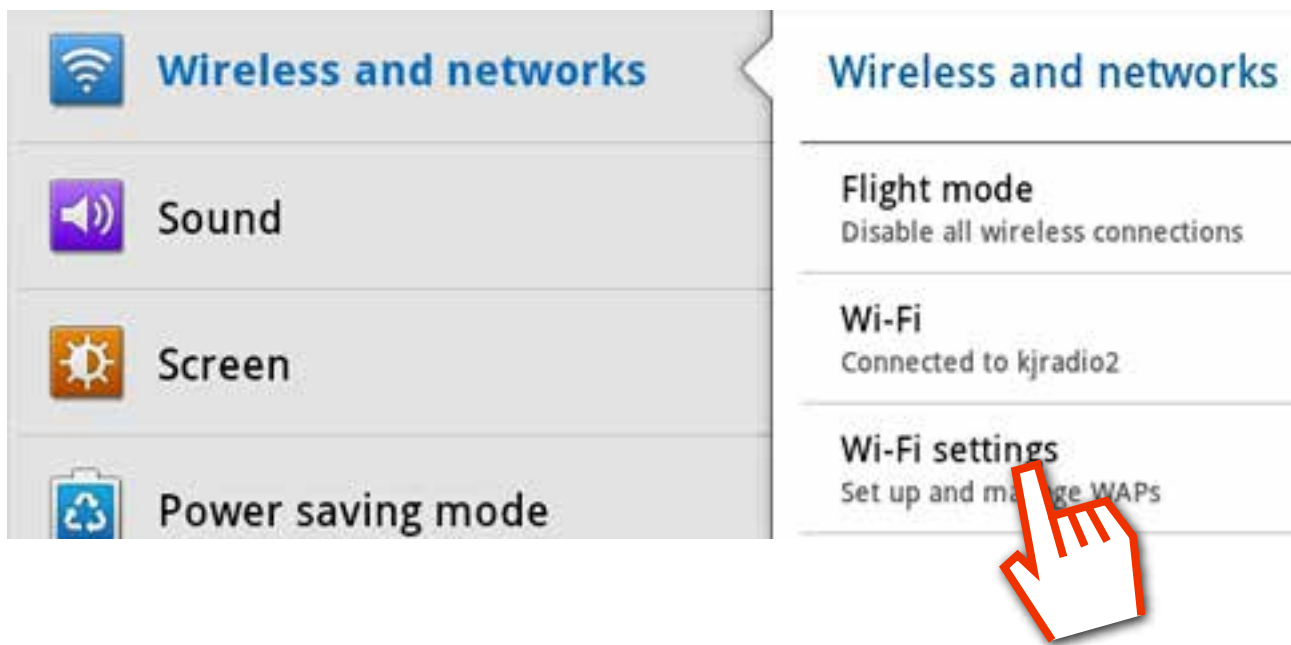 Wireless and networks
Sound
Screen
Power saving mode
Wireless and networks
Flight mode
Disable all wireless connections
Wi-Fi
Connected to kjradio2
Wi-Fi settings
Set up and manage WAPs